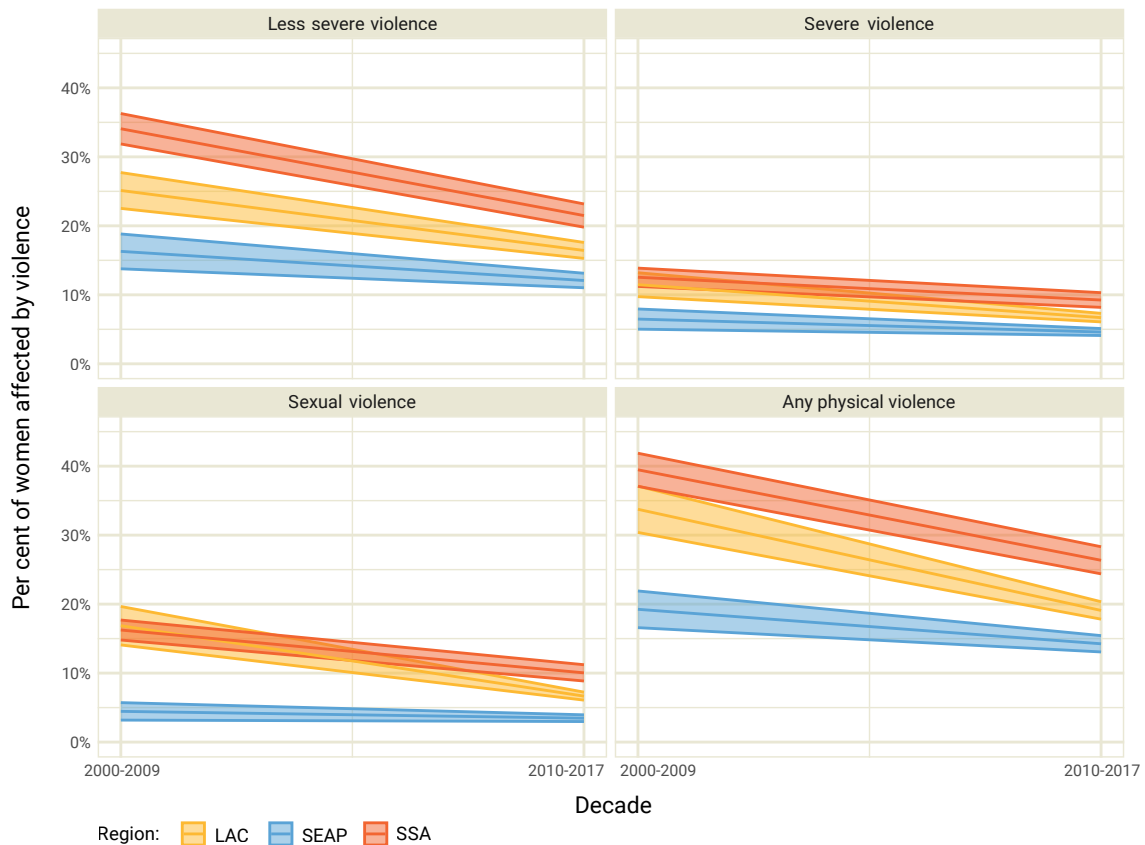 Less severe violence
Severe violence
40%
30%
20%
10%
0%
Sexual violence
Any physical violence
40%
30%
20%
10%
0%
Per cent of women affected by violence
2000-2009
2010-2017
2000-2009
2010-2017
Decade
Region: LAC SEAP SSA